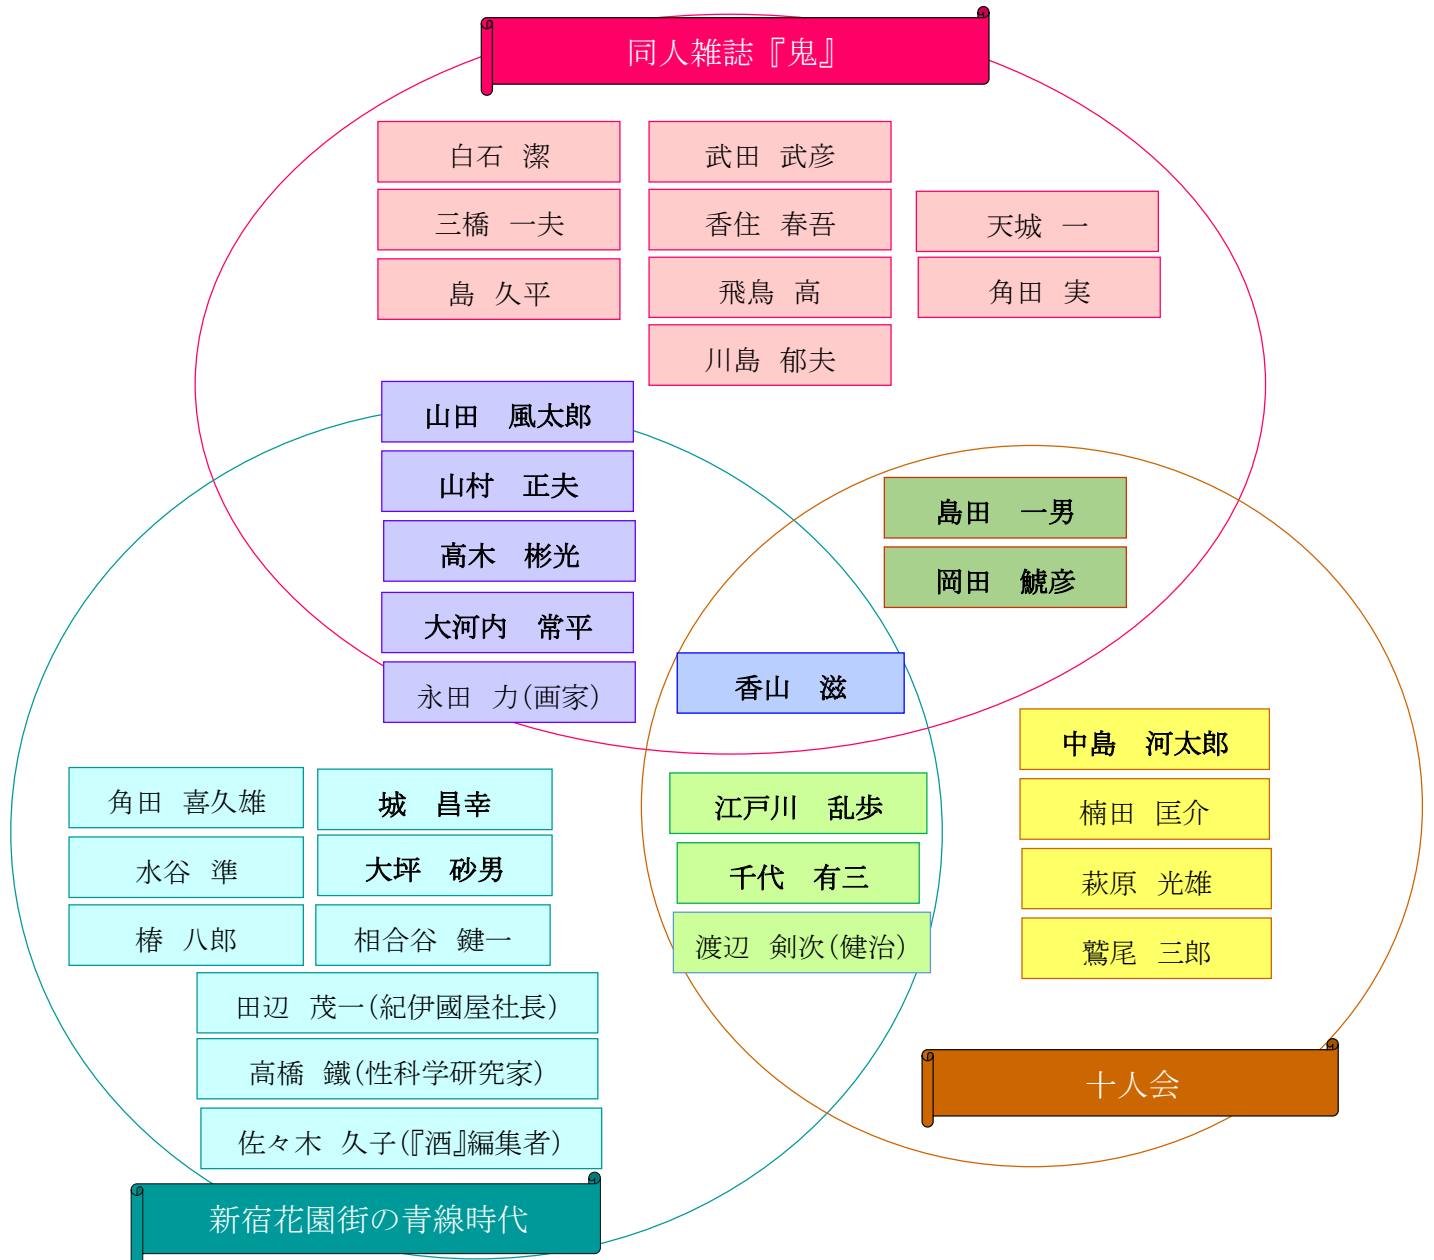 同人雑誌『鬼』
白石 潔
武田 武彦
三橋 一夫
香住 春吾
天城 一
島 久平
飛鳥 高
角田 実
川島 郁夫
山田 風太郎
山村 正夫
高木 彬光
大河内 常平
永田 力(画家)
島田 一男
岡田 鯱彦
香山 滋
角田 喜久雄
城 昌幸
水谷 準
大坪 砂男
椿 八郎
相合谷 鍵一
田辺 茂一(紀伊國屋社長)
高橋 鐵(性科学研究家)
佐々木 久子(『酒』編集者)
江戸川 乱歩
千代 有三
渡辺 剣次(健治)
中島 河太郎
楠田 匡介
萩原 光雄
鷲尾 三郎
十人会
新宿花園街の青線時代